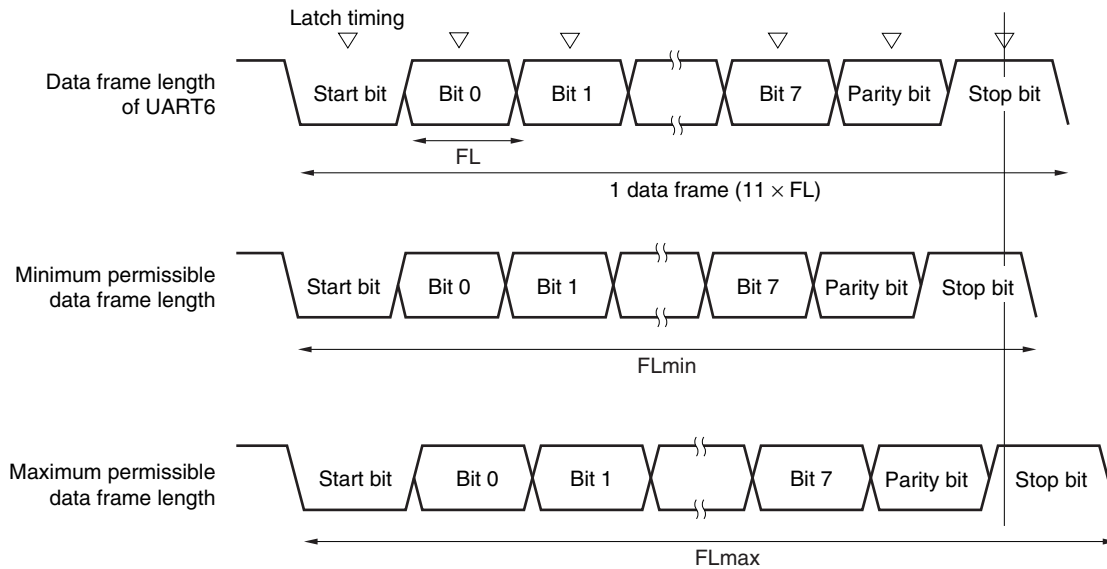 Latch timing
Data frame length
of UART6
Start bit
Bit 0
Bit 1
Bit 7
Parity bit
Stop bit
FL
1 data frame (11 × FL)
Minimum permissible
data frame length
Start bit
Bit 0
Bit 1
Bit 7
Parity bit
Stop bit
FLmin
Maximum permissible
data frame length
Start bit
Bit 0
Bit 1
Bit 7
Parity bit
Stop bit
FLmax